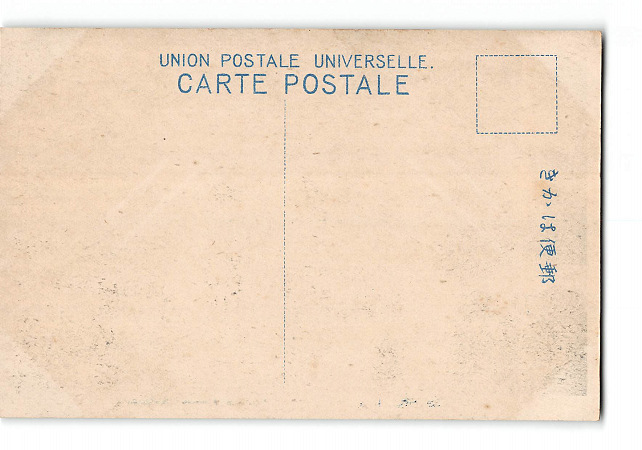 UNION POSTALE UNIVERSELLE.
CARTE POSTALE
きかは便郵